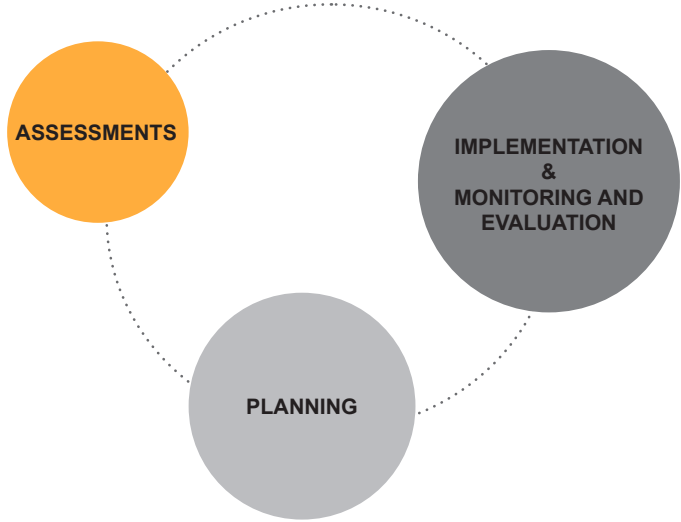 ASSESSMENTS
IMPLEMENTATION
&
MONITORING AND
EVALUATION
PLANNING